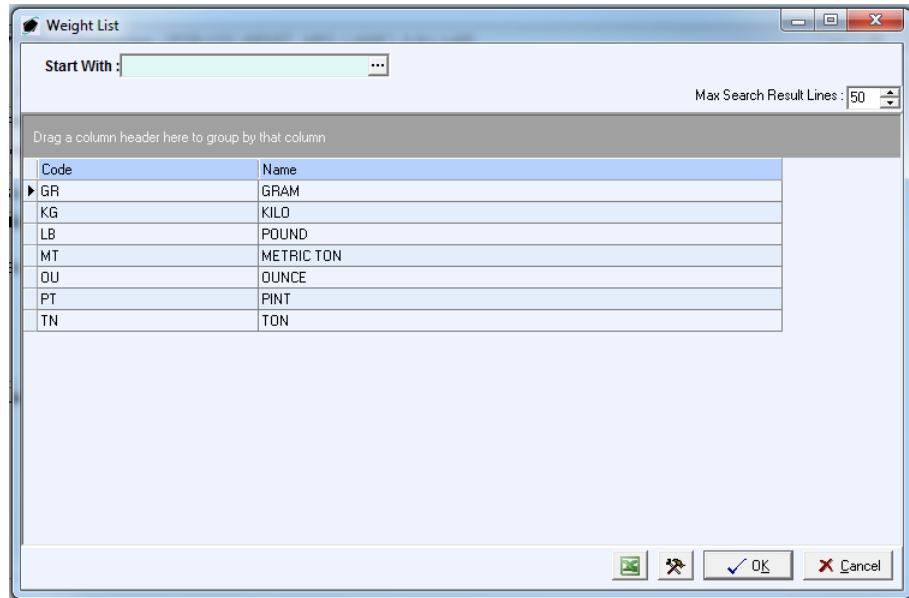 Weight List
Start With :
Max Search Result Lines : 50
Drag a column header here to group by that column
Code Name
GR GRAM
KG KILO
LB POUND
MT METRIC TON
OU OUNCE
PT PINT
TN TON
OK Cancel